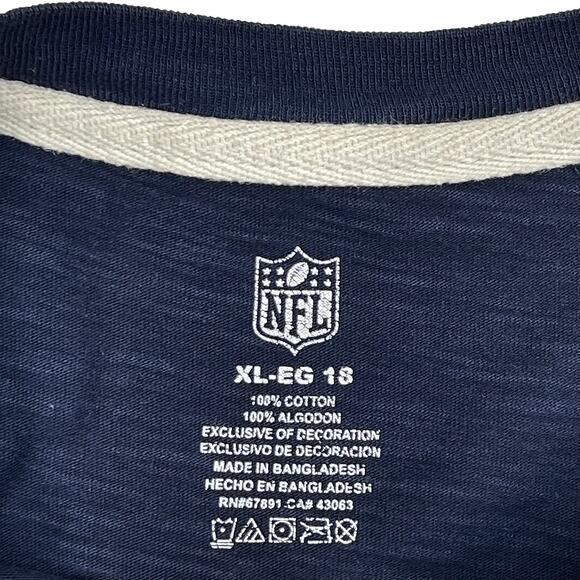 NFL
XL-EG 18
100% COTTON
100% ALGODON
EXCLUSIVE OF DECORATION
EXCLUSIVO DE DECORACION
MADE IN BANGLADESH
HECHO EN BANGLADESH
RN#67891 CA# 43063